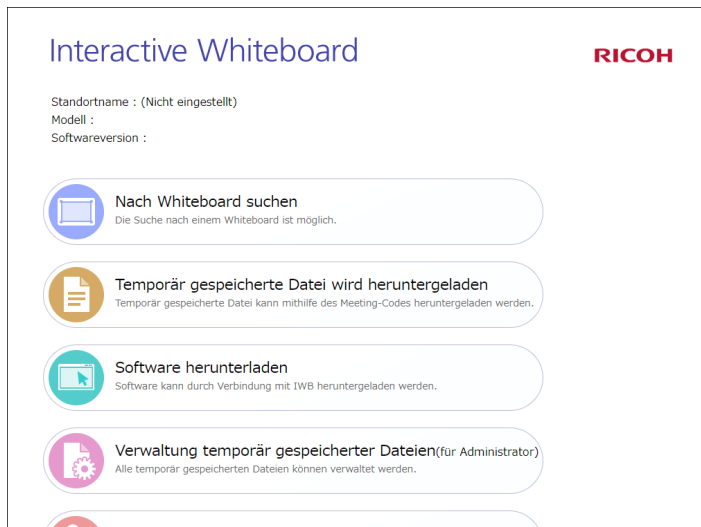 Interactive Whiteboard
RICOH
Standortname : (Nicht eingestellt)
Modell :
Softwareversion :
Nach Whiteboard suchen
Die Suche nach einem Whiteboard ist möglich.
Temporär gespeicherte Datei wird heruntergeladen
Temporär gespeicherte Datei kann mithilfe des Meeting-Codes heruntergeladen werden.
Software herunterladen
Software kann durch Verbindung mit IWB heruntergeladen werden.
Verwaltung temporär gespeicherter Dateien(für Administrator)
Alle temporär gespeicherten Dateien können verwaltet werden.